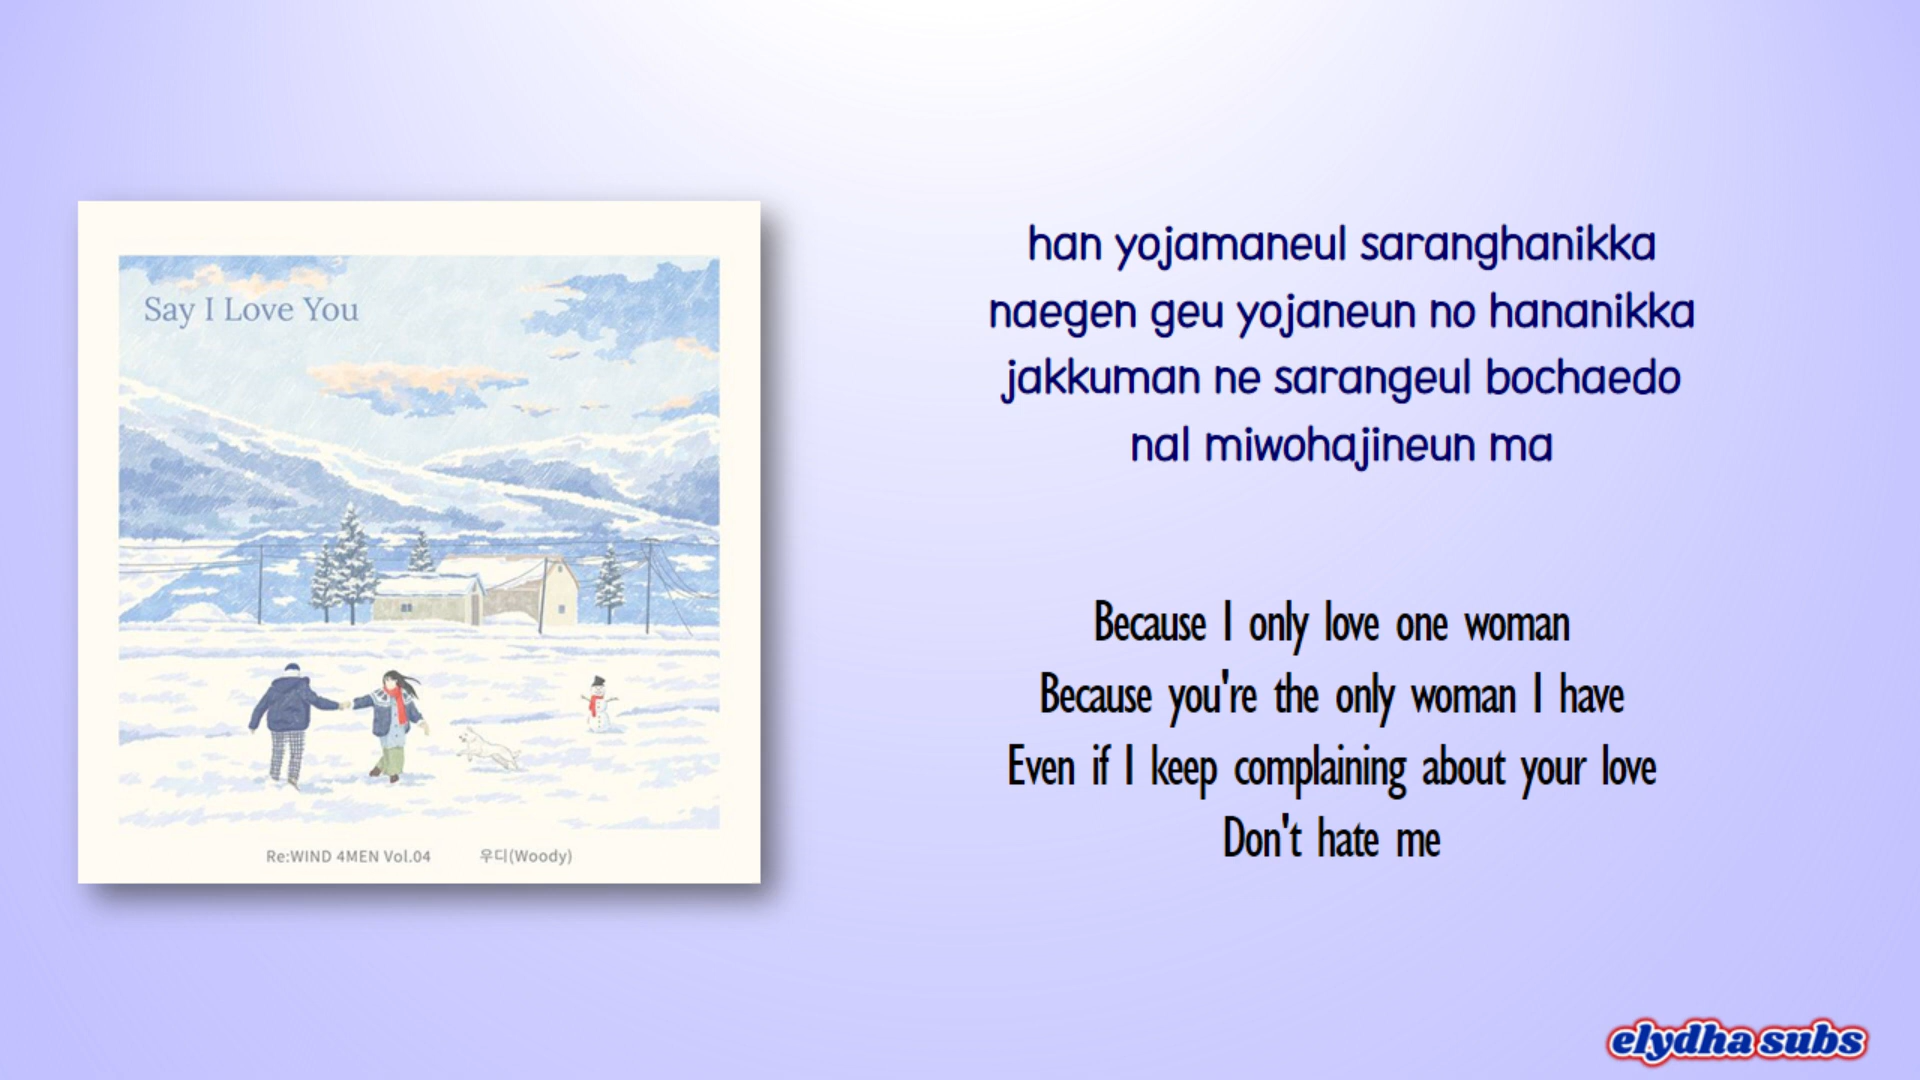 Say I Love You
Re:WIND 4MEN Vol.04 우디(Woody)
han yojamaneul saranghanikka
naegen geu yojaneun no hananikka
jakkuman ne sarangeul bochaedo
nal miwohajineun ma
Because I only love one woman
Because you're the only woman I have
Even if I keep complaining about your love
Don't hate me
elydha subs